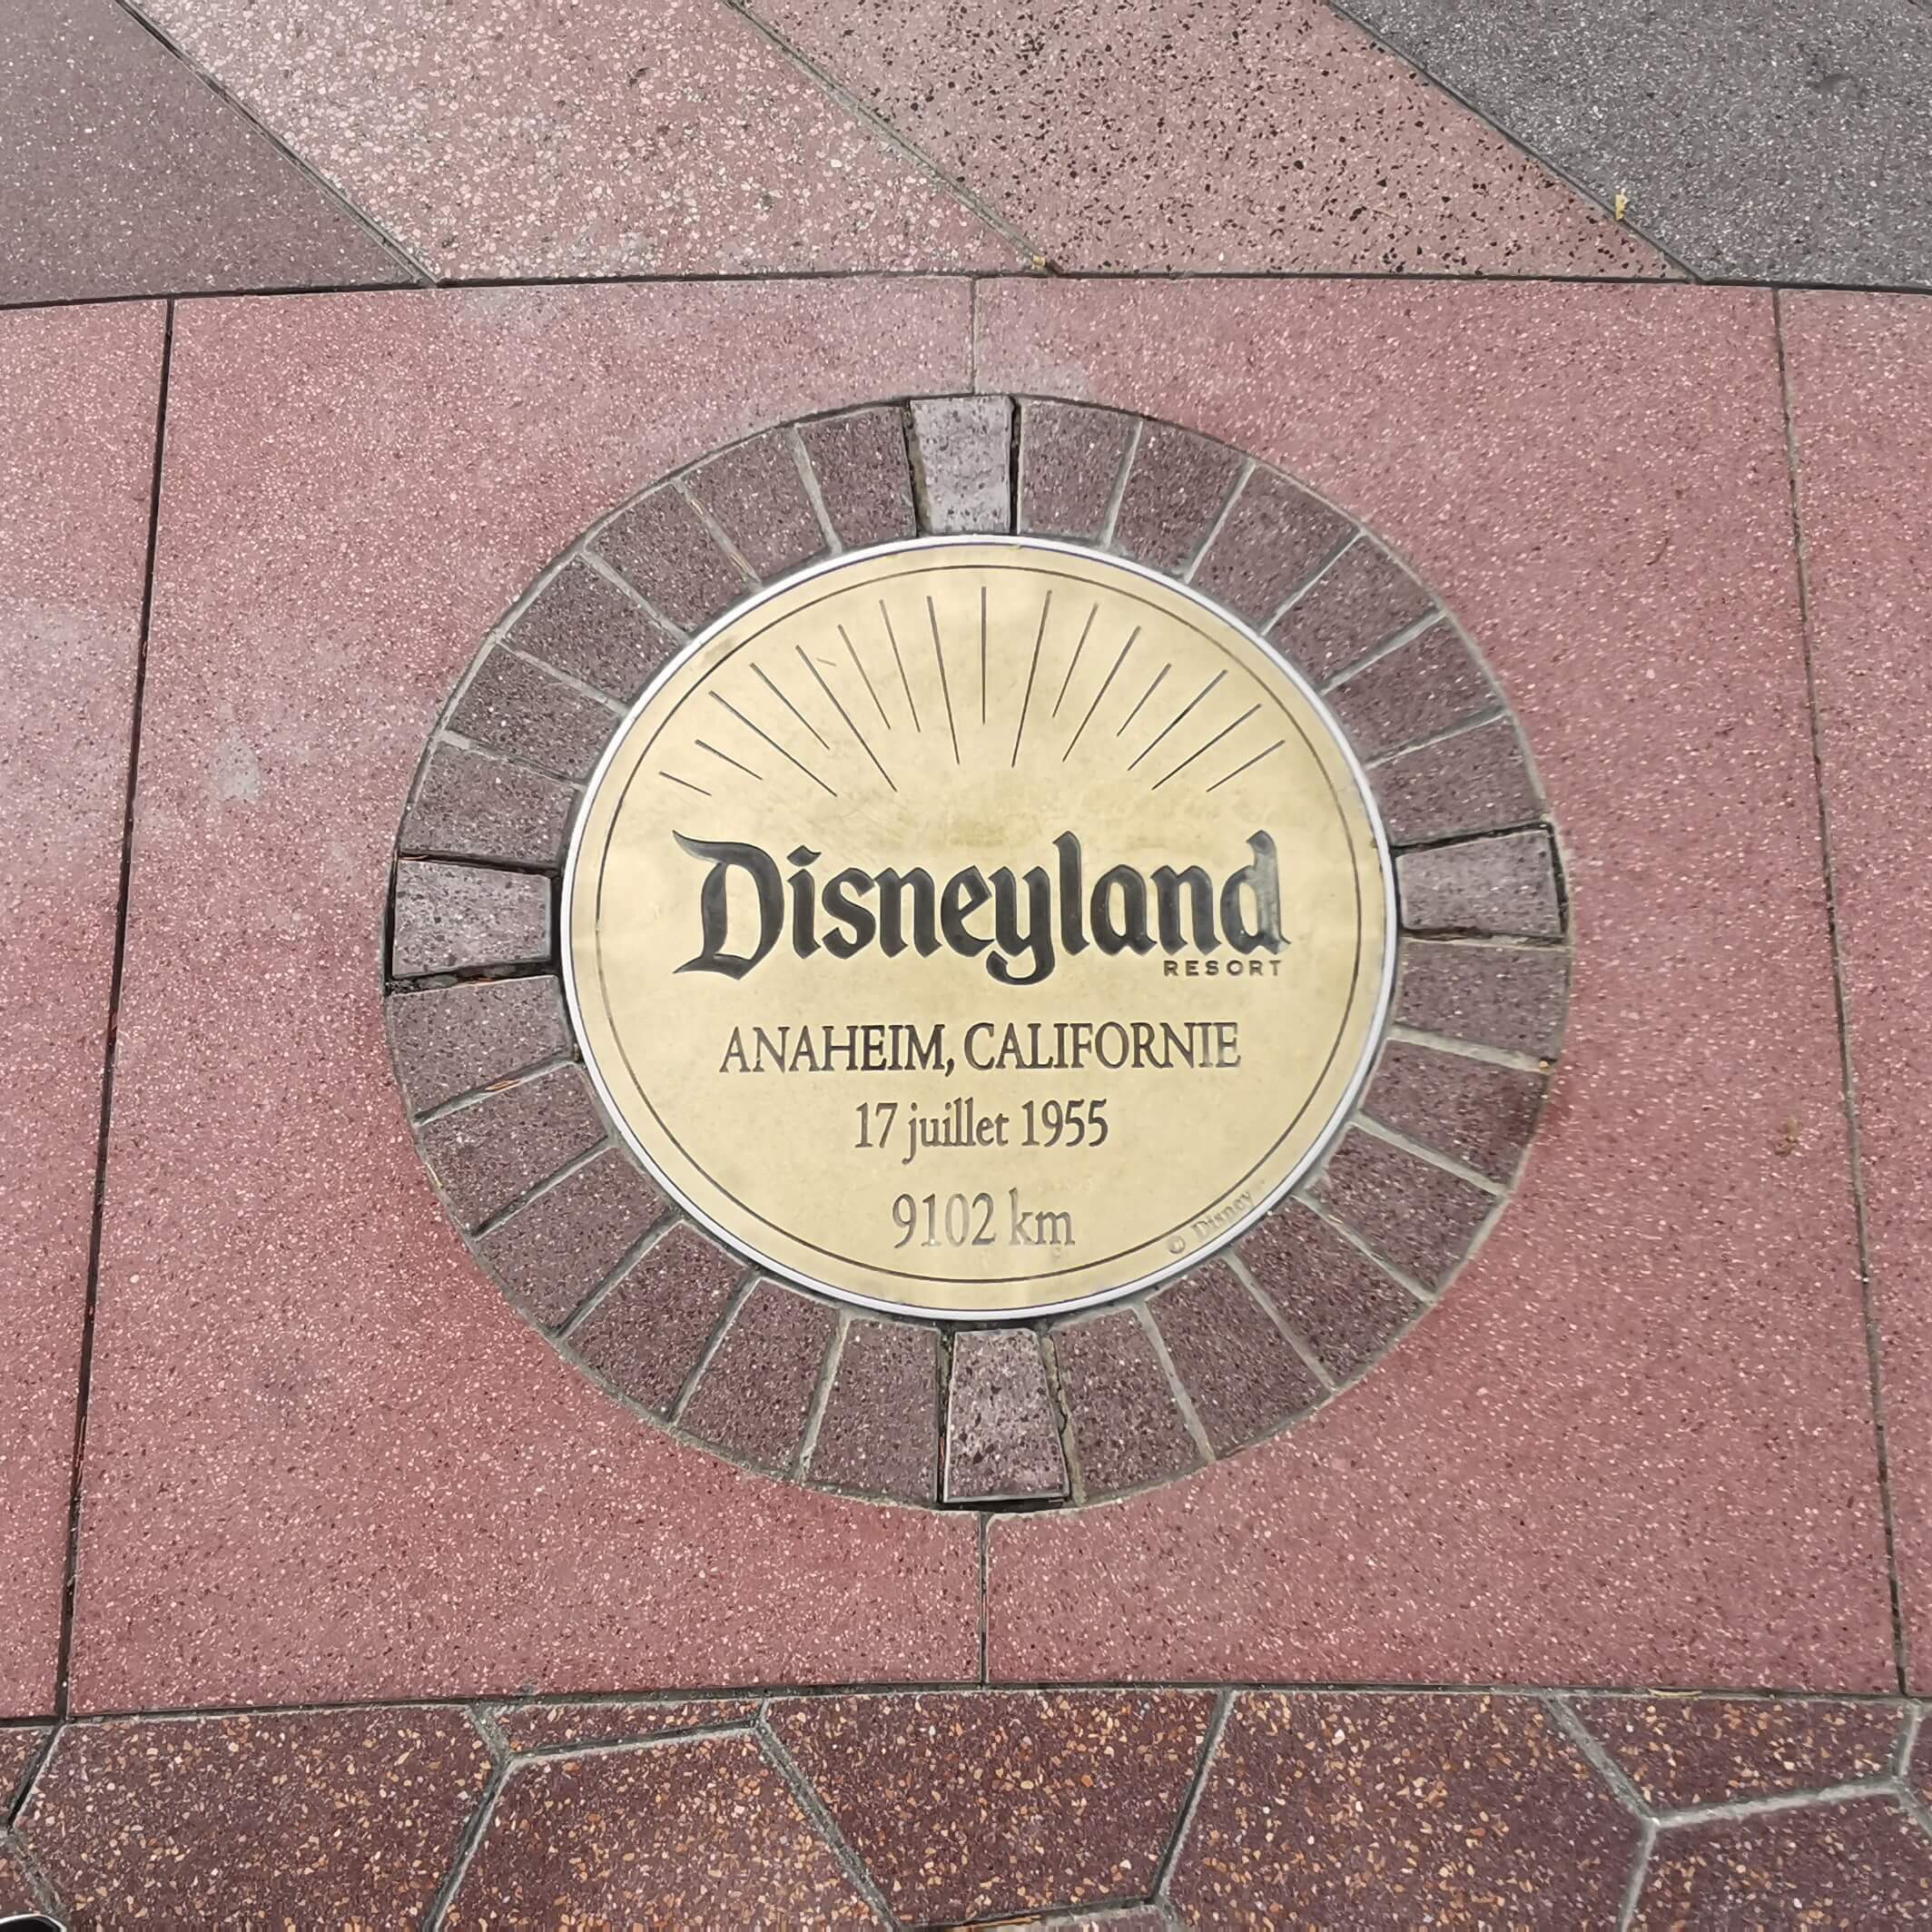 Disneyland
RESORT
ANAHEIM, CALIFORNIE
17 juillet 1955
9102 km
© Disney